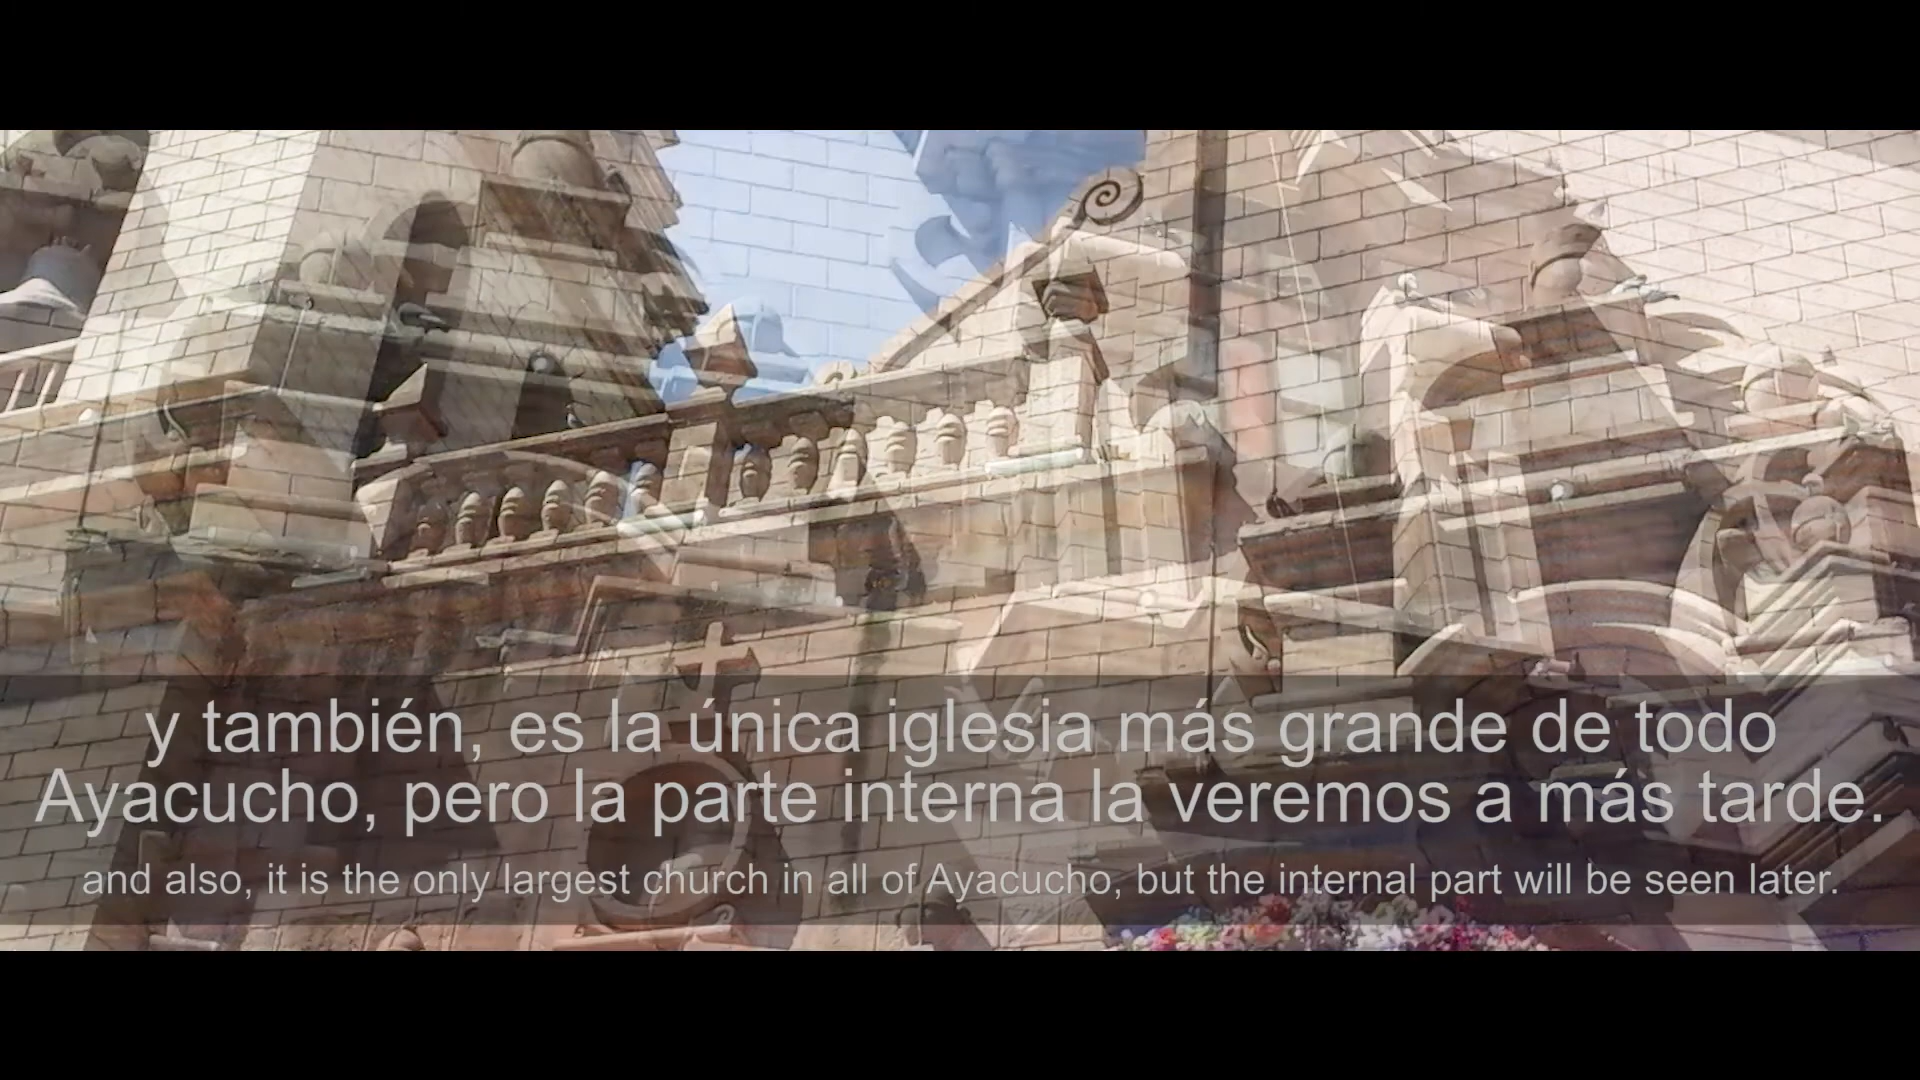 y también, es la única iglesia más grande de todo
Ayacucho, pero la parte interna la veremos a más tarde.
and also, it is the only largest church in all of Ayacucho, but the internal part will be seen later.